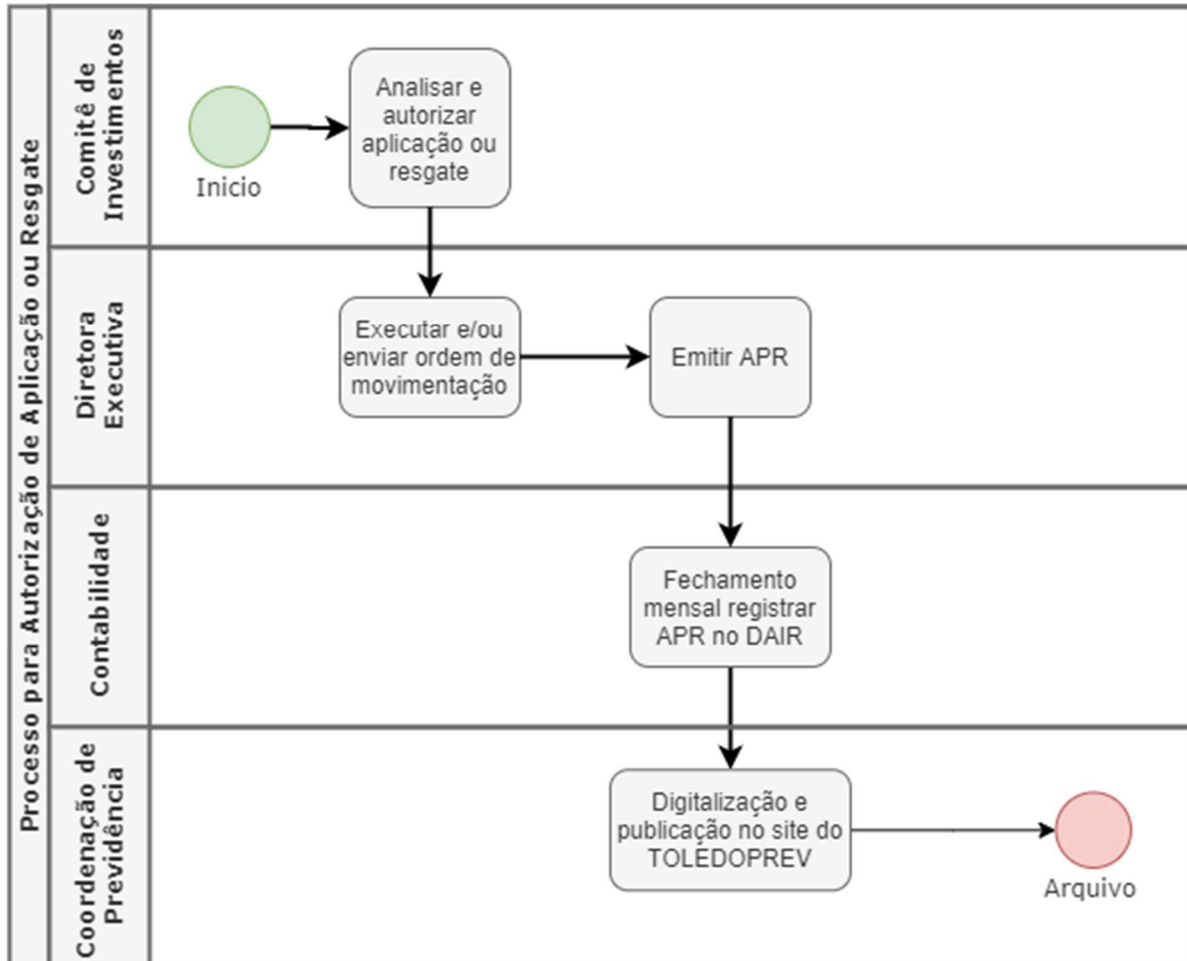 Processo para Autorização de Aplicação ou Resgate
Comitê de
Investimentos
Inicio
Analisar e
autorizar
aplicação ou
resgate
Diretora
Executiva
Executar e/ou
enviar ordem de
movimentação
Emitir APR
Contabilidade
Fechamento
mensal registrar
APR no DAIR
Coordenação de
Previdência
Digitalização e
publicação no site do
TOLEDOPREV
Arquivo